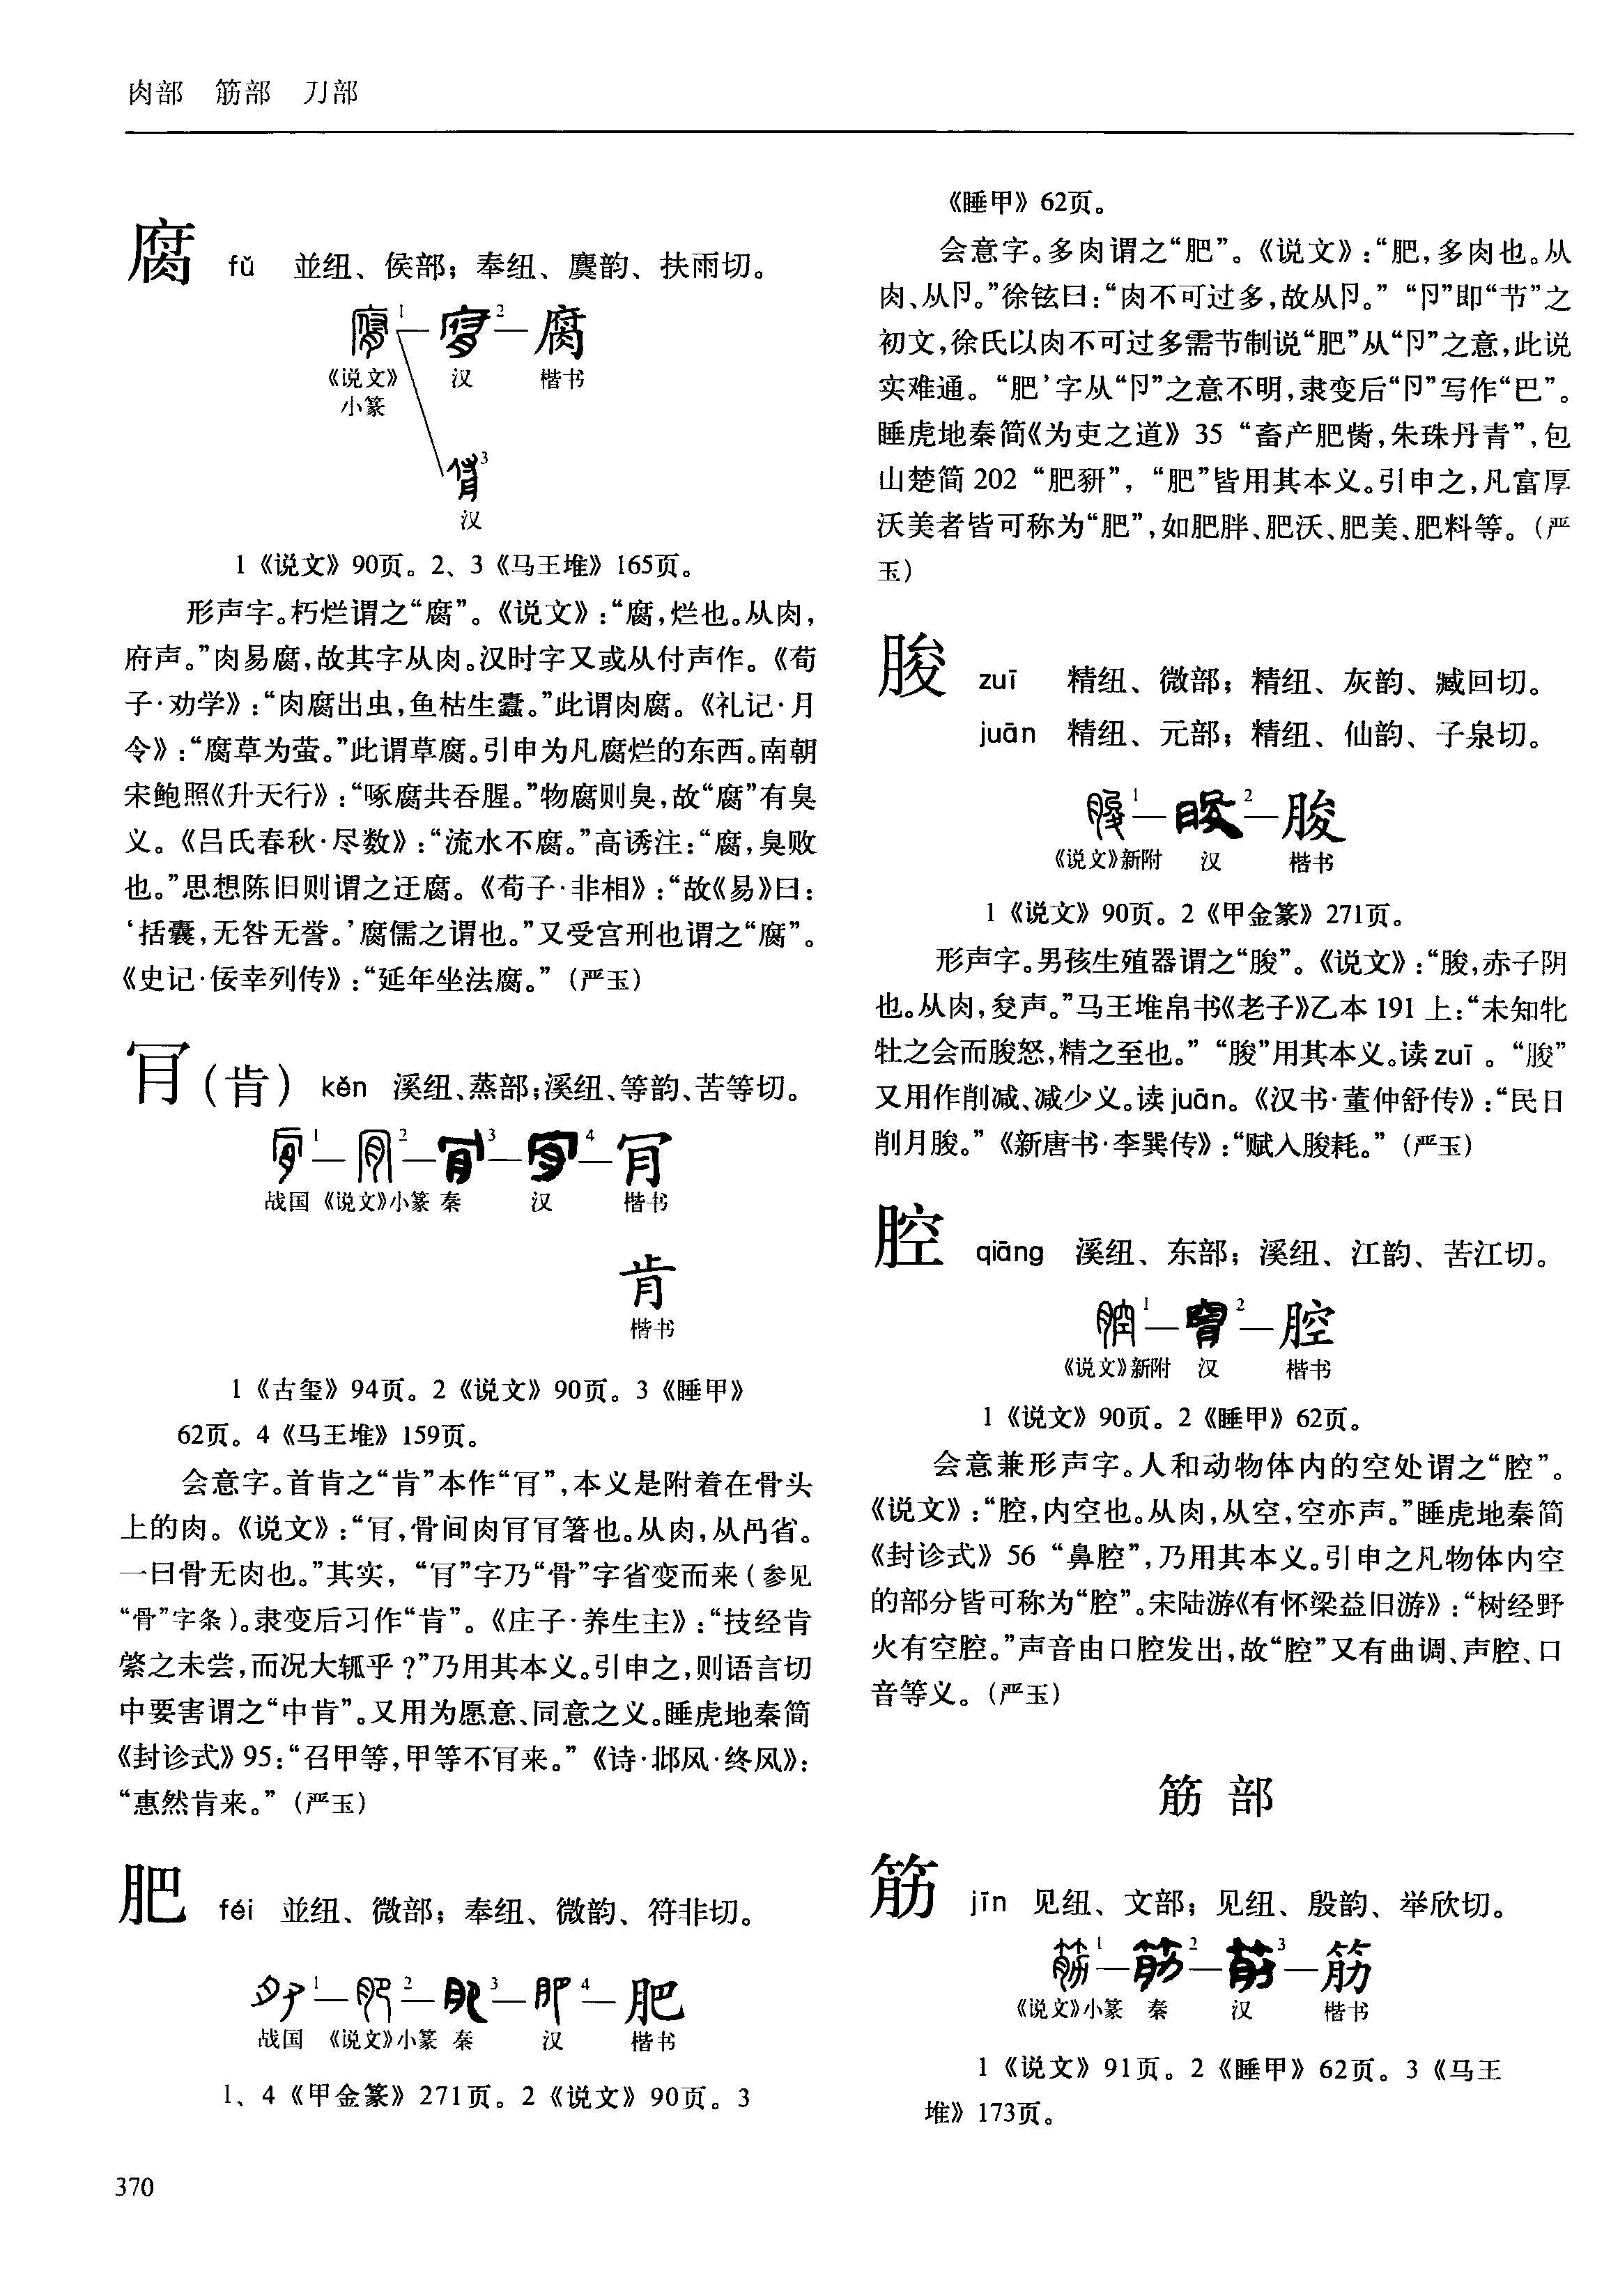 肉部　筋部　刀部
腐 fǔ 並纽、侯部；奉纽、麌韵、扶雨切。
1 — 2 — 腐
《说文》 汉 楷书
小篆
3
汉
1《说文》90页。2、3《马王堆》165页。
形声字。朽烂谓之“腐”。《说文》：“腐，烂也。从肉，
府声。”肉易腐，故其字从肉。汉时字又或从付声作。《荀
子·劝学》：“肉腐出虫，鱼枯生蠹。”此谓肉腐。《礼记·月
令》：“腐草为萤。”此谓草腐。引申为凡腐烂的东西。南朝
宋鲍照《升天行》：“啄腐共吞腥。”物腐则臭，故“腐”有臭
义。《吕氏春秋·尽数》：“流水不腐。”高诱注：“腐，臭败
也。”思想陈旧则谓之迂腐。《荀子·非相》：“故《易》曰：
‘括囊，无咎无誉。’腐儒之谓也。”又受宫刑也谓之“腐”。
《史记·佞幸列传》：“延年坐法腐。”（严玉）
肎（肯） kěn 溪纽、蒸部；溪纽、等韵、苦等切。
1 — 2 — 3 — 4 — 肎
战国 《说文》小篆 秦 汉 楷书
肯
楷书
1《古玺》94页。2《说文》90页。3《睡甲》
62页。4《马王堆》159页。
会意字。首肯之“肯”本作“肎”，本义是附着在骨头
上的肉。《说文》：“肎，骨间肉肎肎箸也。从肉，从冎省。
一曰骨无肉也。”其实，“肎”字乃“骨”字省变而来（参见
“骨”字条）。隶变后习作“肯”。《庄子·养生主》：“技经肯
綮之未尝，而况大軱乎？”乃用其本义。引申之，则语言切
中要害谓之“中肯”。又用为愿意、同意之义。睡虎地秦简
《封诊式》95：“召甲等，甲等不肎来。”《诗·邶风·终风》：
“惠然肯来。”（严玉）
肥 féi 並纽、微部；奉纽、微韵、符非切。
1 — 2 — 3 — 4 — 肥
战国 《说文》小篆 秦 汉 楷书
1、4《甲金篆》271页。2《说文》90页。3
《睡甲》62页。
会意字。多肉谓之“肥”。《说文》：“肥，多肉也。从
肉、从卪。”徐铉曰：“肉不可过多，故从卪。”“卪”即“节”之
初文，徐氏以肉不可过多需节制说“肥”从“卪”之意，此说
实难通。“肥’字从“卪”之意不明，隶变后“卪”写作“巴”。
睡虎地秦简《为吏之道》35“畜产肥胔，朱珠丹青”，包
山楚简202“肥豜”，“肥”皆用其本义。引申之，凡富厚
沃美者皆可称为“肥”，如肥胖、肥沃、肥美、肥料等。（严
玉）
脧 zuī 精纽、微部；精纽、灰韵、臧回切。
juān 精纽、元部；精纽、仙韵、子泉切。
1 — 2 — 脧
《说文》新附 汉 楷书
1《说文》90页。2《甲金篆》271页。
形声字。男孩生殖器谓之“脧”。《说文》：“脧，赤子阴
也。从肉，夋声。”马王堆帛书《老子》乙本191上：“未知牝
牡之会而脧怒，精之至也。”“脧”用其本义。读zuī。“脧”
又用作削减、减少义。读juān。《汉书·董仲舒传》：“民日
削月脧。”《新唐书·李巽传》：“赋入脧耗。”（严玉）
腔 qiāng 溪纽、东部；溪纽、江韵、苦江切。
1 — 2 — 腔
《说文》新附 汉 楷书
1《说文》90页。2《睡甲》62页。
会意兼形声字。人和动物体内的空处谓之“腔”。
《说文》：“腔，内空也。从肉，从空，空亦声。”睡虎地秦简
《封诊式》56“鼻腔”，乃用其本义。引申之凡物体内空
的部分皆可称为“腔”。宋陆游《有怀梁益旧游》：“树经野
火有空腔。”声音由口腔发出，故“腔”又有曲调、声腔、口
音等义。（严玉）
筋 部
筋 jīn 见纽、文部；见纽、殷韵、举欣切。
1 — 2 — 3 — 筋
《说文》小篆 秦 汉 楷书
1《说文》91页。2《睡甲》62页。3《马王
堆》173页。
370